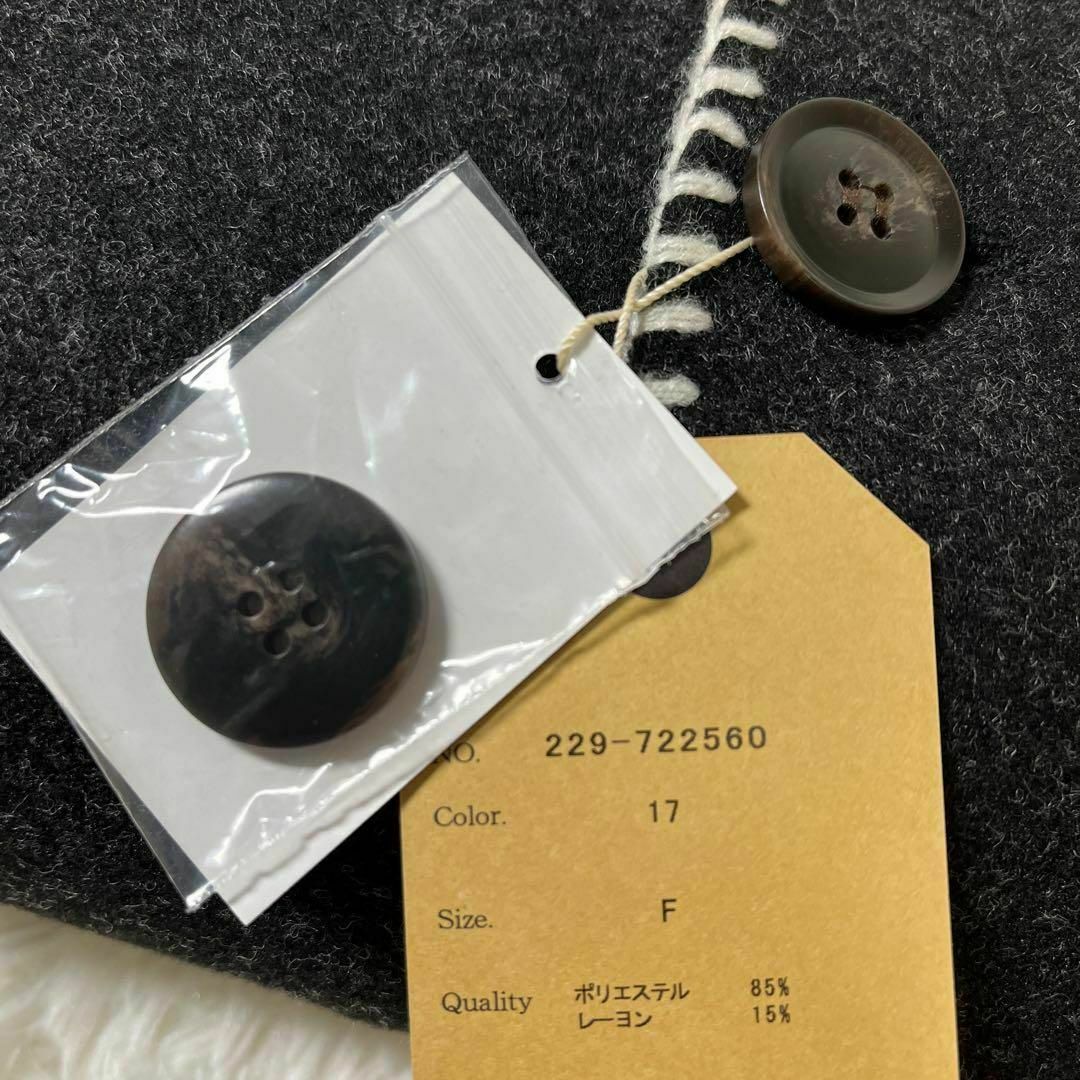 NO. 229-722560
Color. 17
Size. F
Quality ポリエステル 85%
レーヨン 15%